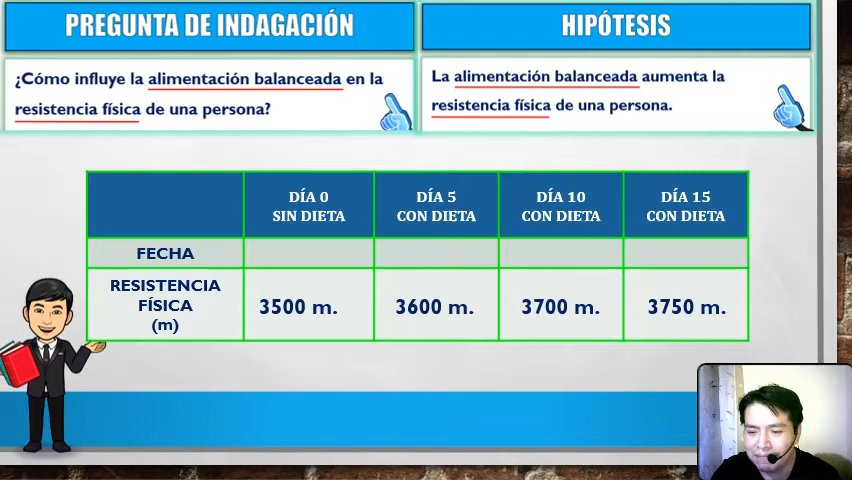 PREGUNTA DE INDAGACIÓN
¿Cómo influye la alimentación balanceada en la
resistencia física de una persona?
HIPÓTESIS
La alimentación balanceada aumenta la
resistencia física de una persona.
DÍA 0
SIN DIETA
DÍA 5
CON DIETA
DÍA 10
CON DIETA
DÍA 15
CON DIETA
FECHA
RESISTENCIA
FÍSICA
(m)
3500 m.
3600 m.
3700 m.
3750 m.